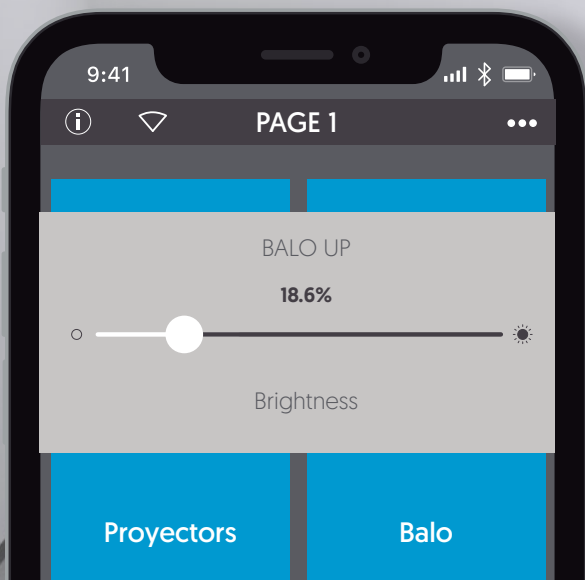 9:41
PAGE 1
BALO UP
18.6%
Brightness
Proyectors
Balo